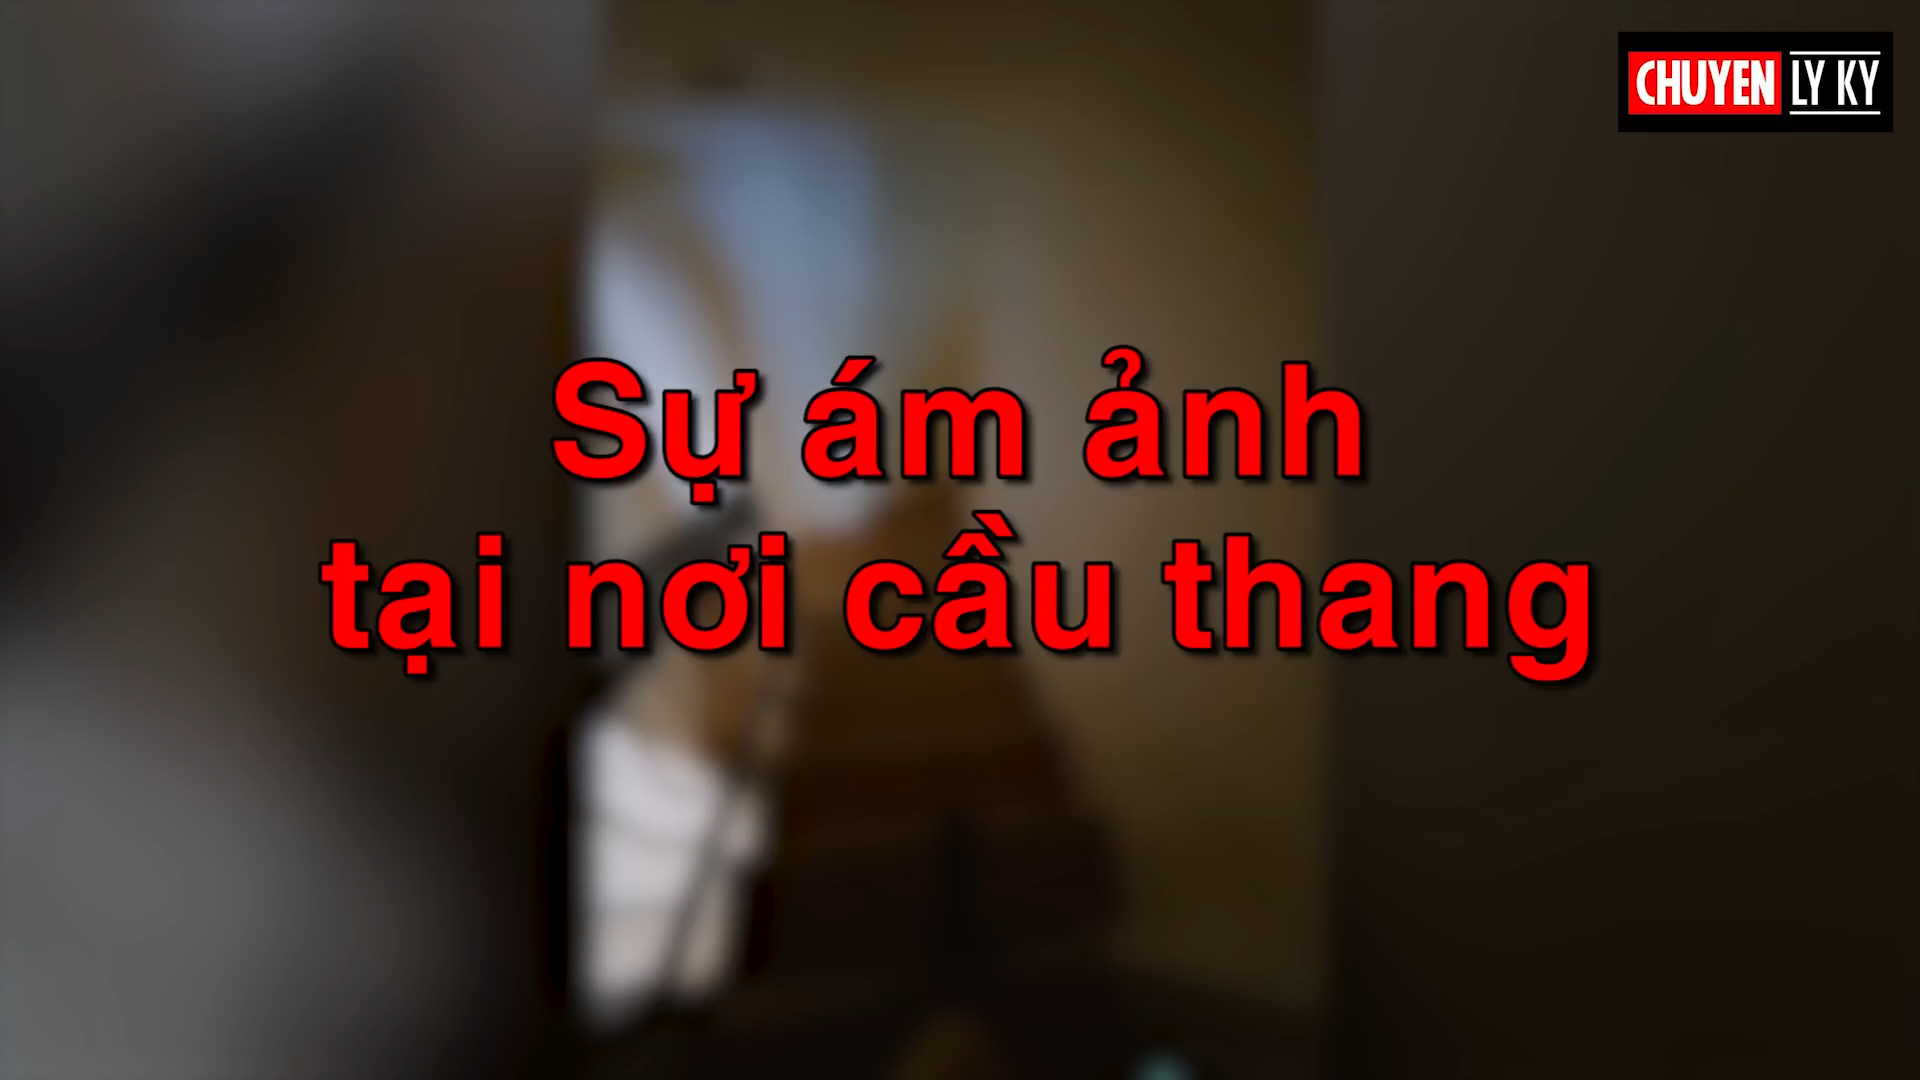 CHUYEN LY KY
Sự ám ảnh
tại nơi cầu thang